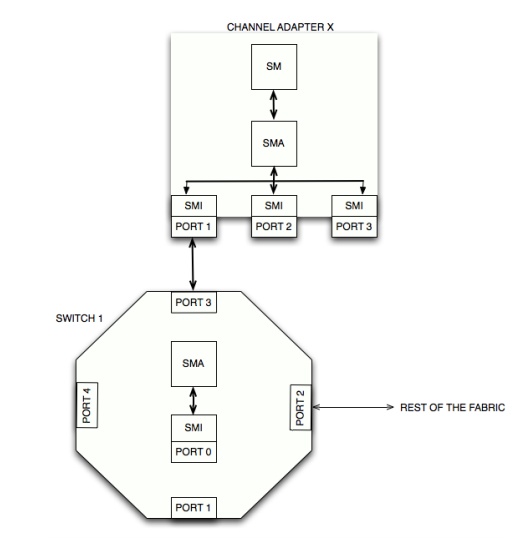 CHANNEL ADAPTER X
SM
SMA
SMI SMI SMI
PORT 1 PORT 2 PORT 3
PORT 3
SWITCH 1
SMA
PORT 4
PORT 2
REST OF THE FABRIC
SMI
PORT 0
PORT 1